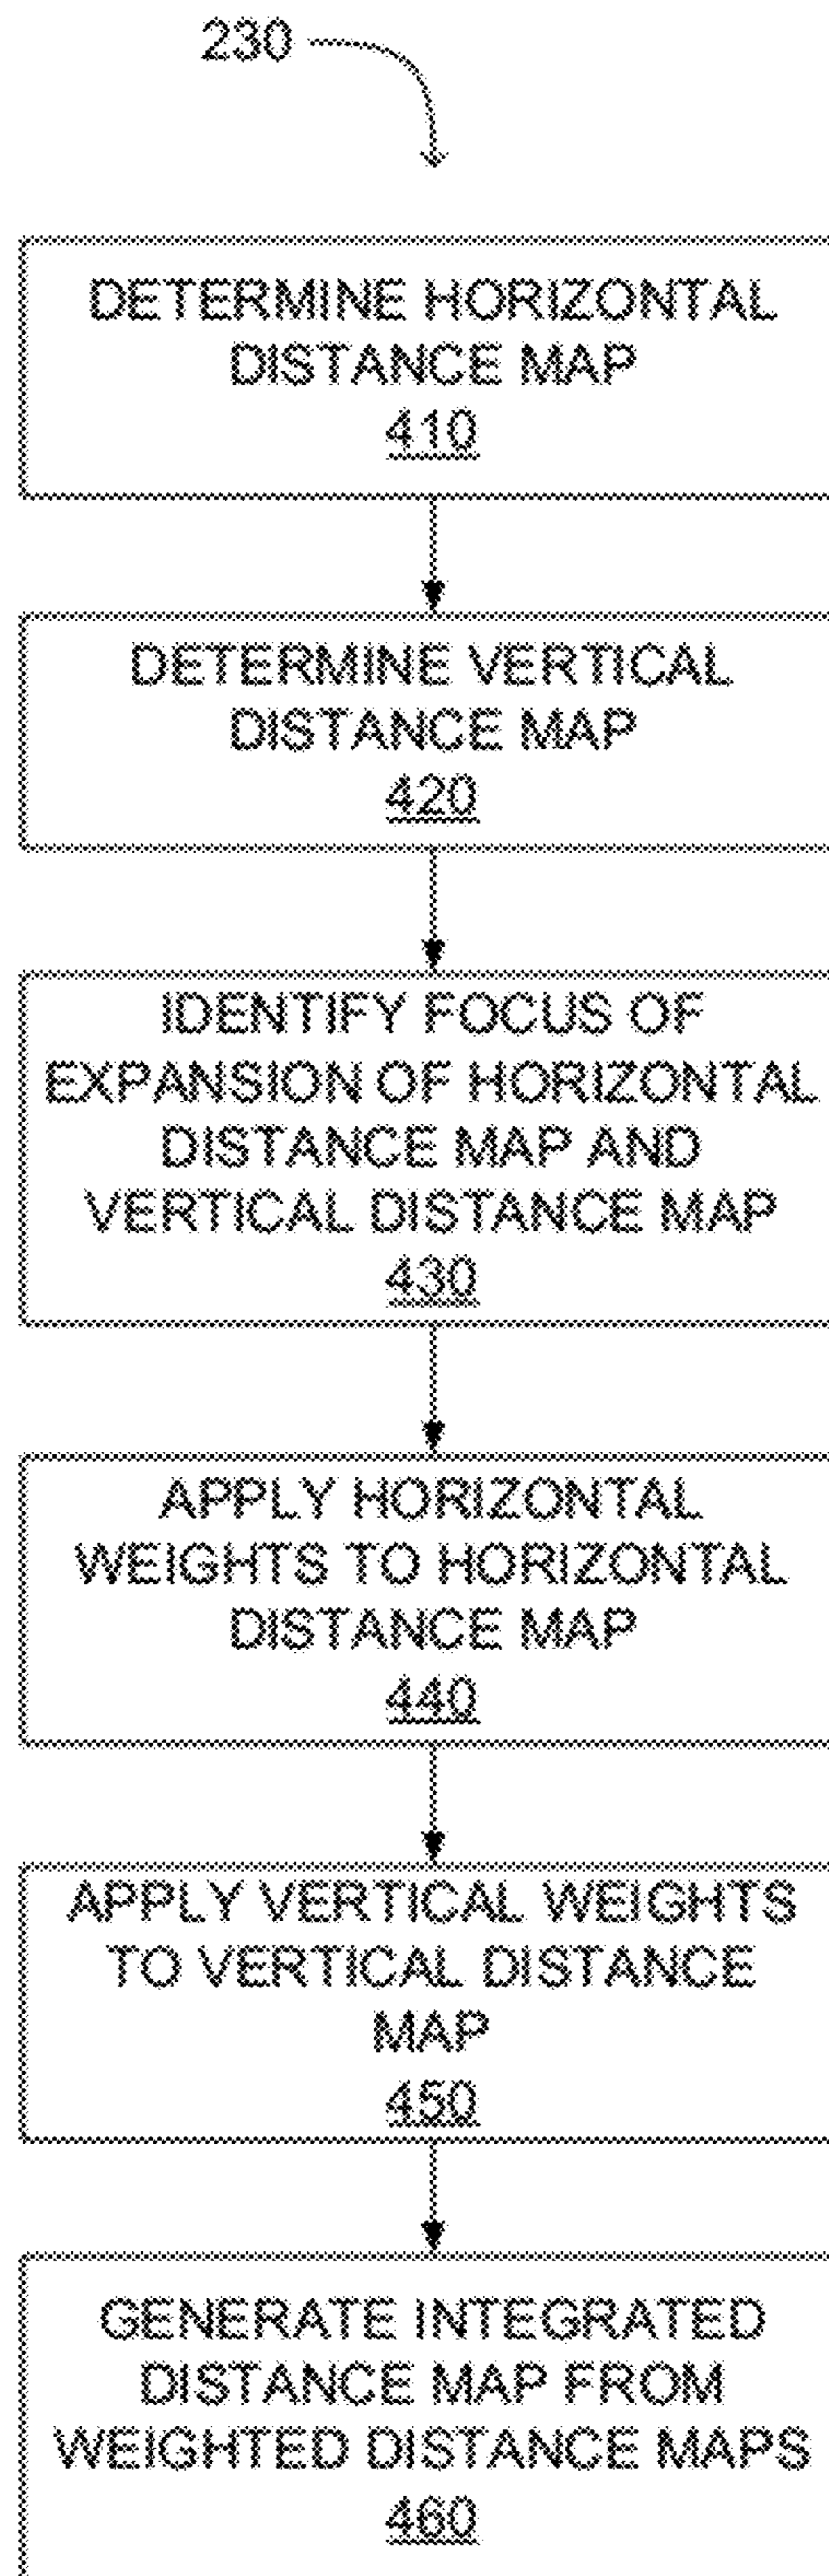 230
DETERMINE HORIZONTAL
DISTANCE MAP
410
DETERMINE VERTICAL
DISTANCE MAP
420
IDENTIFY FOCUS OF
EXPANSION OF HORIZONTAL
DISTANCE MAP AND
VERTICAL DISTANCE MAP
430
APPLY HORIZONTAL
WEIGHTS TO HORIZONTAL
DISTANCE MAP
440
APPLY VERTICAL WEIGHTS
TO VERTICAL DISTANCE
MAP
450
GENERATE INTEGRATED
DISTANCE MAP FROM
WEIGHTED DISTANCE MAPS
460